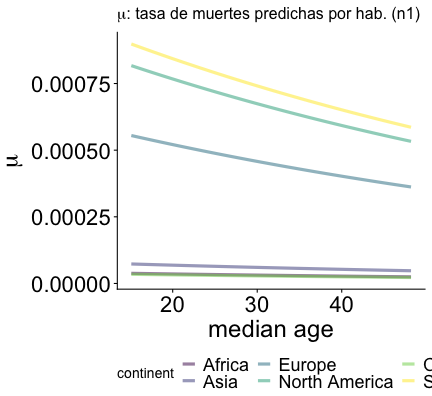 μ: tasa de muertes predichas por hab. (n1)
0.00075
0.00050
0.00025
0.00000
μ
20 30 40
median age
continent
Africa Europe
Asia North America